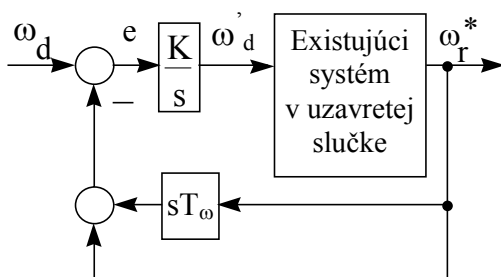 ω_d
e
K
s
ω'_d
Existujúci
systém
v uzavretej
slučke
ω_r^*
−
sT_ω